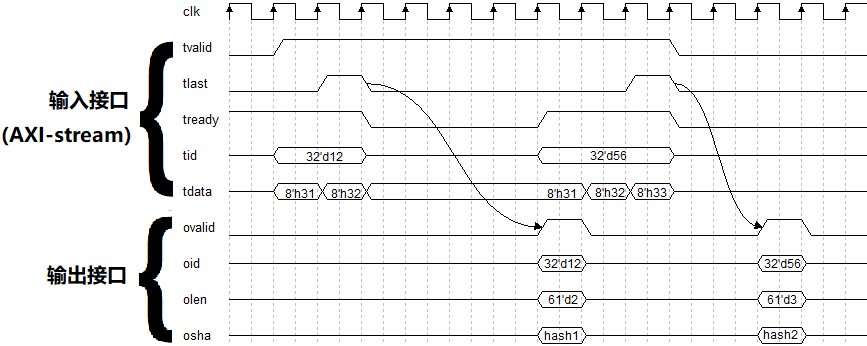 clk
tvalid
tlast
输入接口
(AXI-stream)
tready
tid 32'd12 32'd56
tdata 8'h31 8'h32 8'h31 8'h32 8'h33
ovalid
输出接口
oid 32'd12 32'd56
olen 61'd2 61'd3
osha hash1 hash2